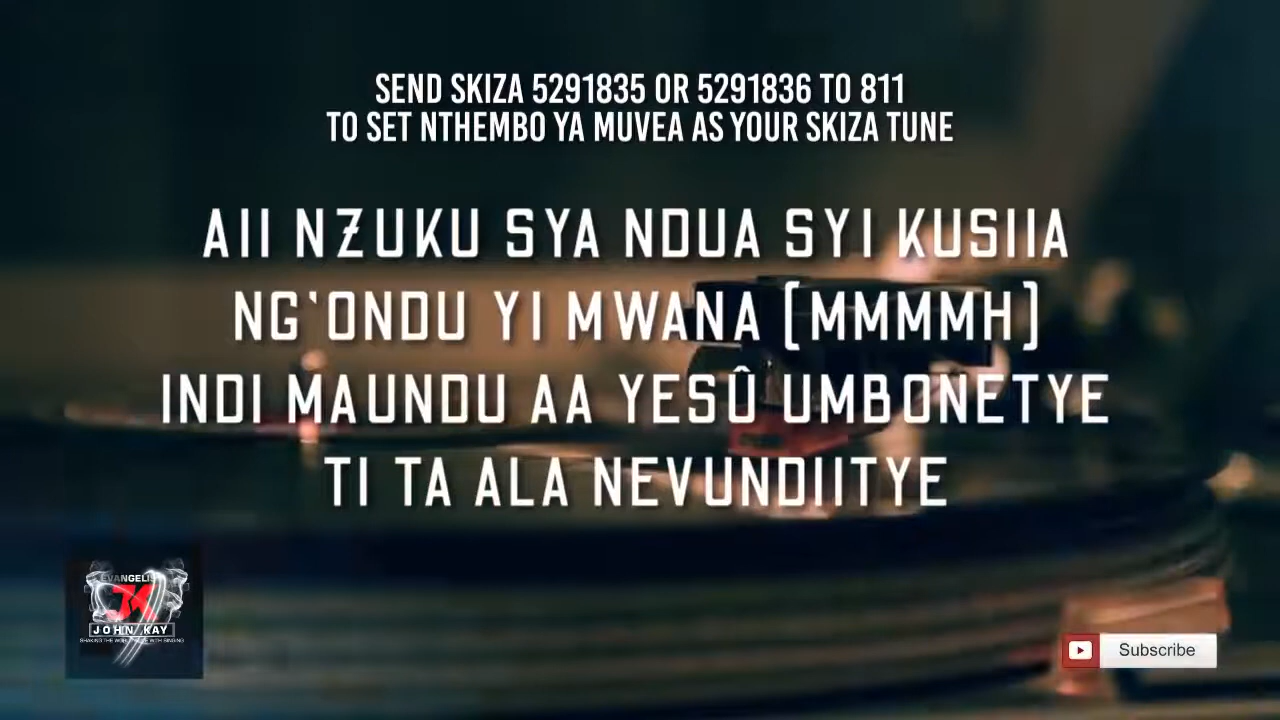 SEND SKIZA 5291835 OR 5291836 TO 811
TO SET NTHEMBO YA MUVEA AS YOUR SKIZA TUNE
AII NZUKU SYA NDUA SYI KUSIIA
NG'ONDU YI MWANA (MMMMH)
INDI MAUNDU AA YESÛ UMBONETYE
TI TA ALA NEVUNDIITYE
JOHN KAY
Subscribe